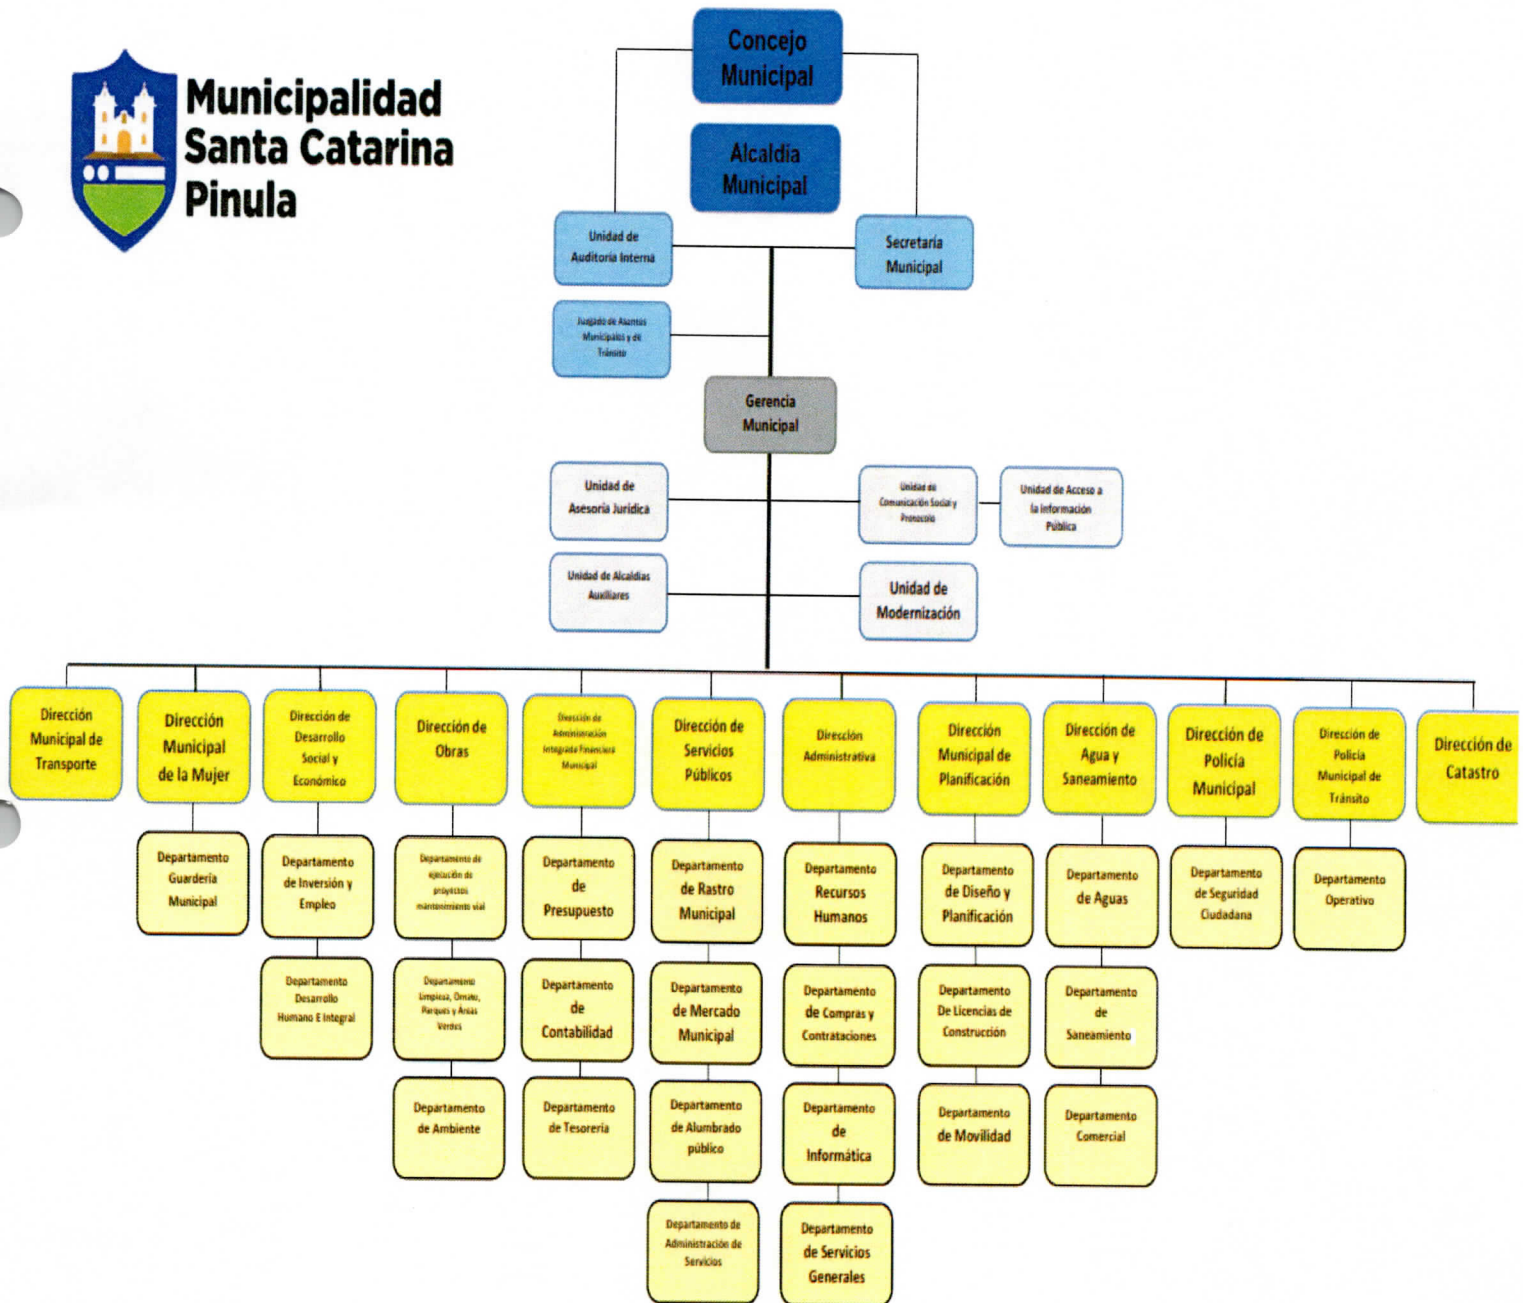 Municipalidad
Santa Catarina
Pinula
Concejo
Municipal
Alcaldía
Municipal
Unidad de
Auditoría Interna
Secretaría
Municipal
Juzgado de Asuntos
Municipales y de
Tránsito
Gerencia
Municipal
Unidad de
Asesoría Jurídica
Unidad de
Comunicación Social y
Protocolo
Unidad de Acceso a
la Información
Pública
Unidad de Alcaldías
Auxiliares
Unidad de
Modernización
Dirección
Municipal de
Transporte
Dirección
Municipal
de la Mujer
Dirección de
Desarrollo
Social y
Económico
Dirección de
Obras
Dirección de
Administración
Integrada Financiera
Municipal
Dirección de
Servicios
Públicos
Dirección
Administrativa
Dirección
Municipal de
Planificación
Dirección de
Agua y
Saneamiento
Dirección de
Policía
Municipal
Dirección de
Policía
Municipal de
Tránsito
Dirección de
Catastro
Departamento
Guardería
Municipal
Departamento
de Inversión y
Empleo
Departamento de
ejecución de
proyectos
mantenimiento vial
Departamento
de
Presupuesto
Departamento
de Rastro
Municipal
Departamento
Recursos
Humanos
Departamento
de Diseño y
Planificación
Departamento
de Aguas
Departamento
de Seguridad
Ciudadana
Departamento
Operativo
Departamento
Desarrollo
Humano E Integral
Departamento
Limpieza, Ornato,
Parques y Áreas
Verdes
Departamento
de
Contabilidad
Departamento
de Mercado
Municipal
Departamento
de Compras y
Contrataciones
Departamento
De Licencias de
Construcción
Departamento
de
Saneamiento
Departamento
de Ambiente
Departamento
de Tesorería
Departamento
de Alumbrado
público
Departamento
de
Informática
Departamento
de Movilidad
Departamento
Comercial
Departamento de
Administración de
Servicios
Departamento
de Servicios
Generales